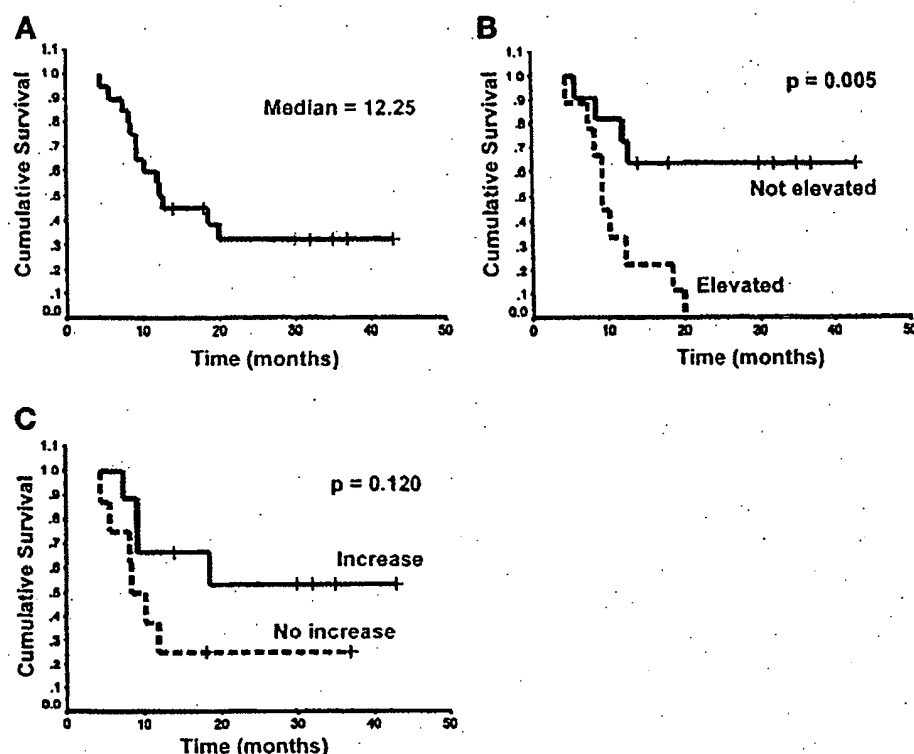 A
1.1
1.0
.9
.8
.7
.6
.5
.4
.3
.2
.1
0.0
Cumulative Survival
Median = 12.25
0 10 20 30 40 50
Time (months)
B
1.1
1.0
.9
.8
.7
.6
.5
.4
.3
.2
.1
0.0
Cumulative Survival
p = 0.005
Not elevated
Elevated
0 10 20 30 40 50
Time (months)
C
1.1
1.0
.9
.8
.7
.6
.5
.4
.3
.2
.1
0.0
Cumulative Survival
p = 0.120
Increase
No increase
0 10 20 30 40 50
Time (months)